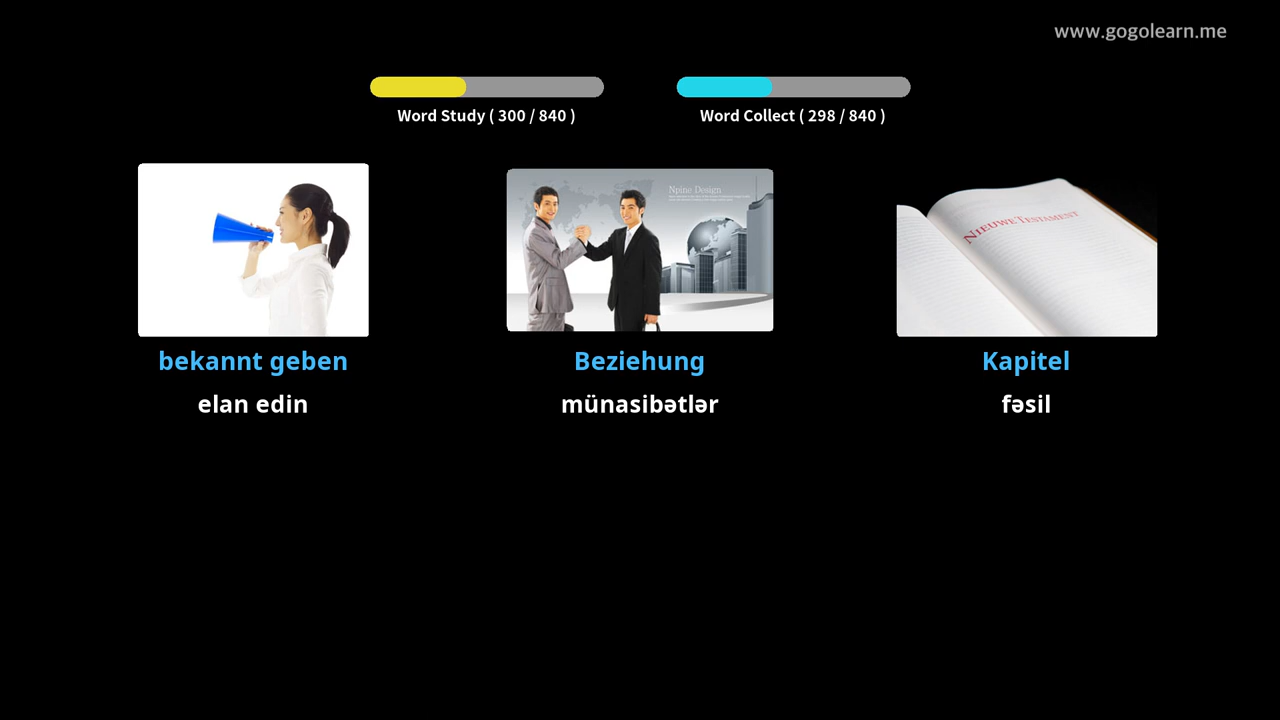 www.gogolearn.me
Word Study ( 300 / 840 )
Word Collect ( 298 / 840 )
Npine Design
NIEUWE TESTAMENT
bekannt geben
Beziehung
Kapitel
elan edin
münasibətlər
fəsil